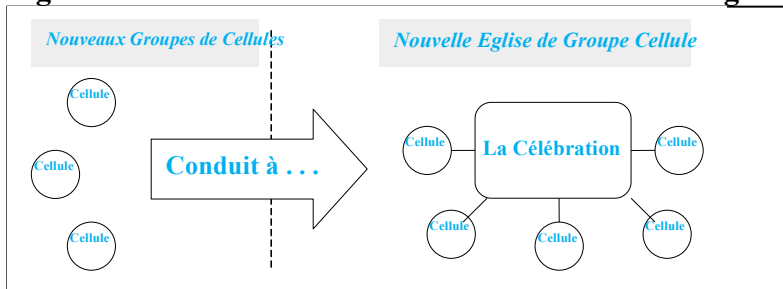 Nouveaux Groupes de Cellules
Nouvelle Eglise de Groupe Cellule
Cellule
Cellule
Cellule
Conduit à . . .
La Célébration
Cellule
Cellule
Cellule
Cellule
Cellule